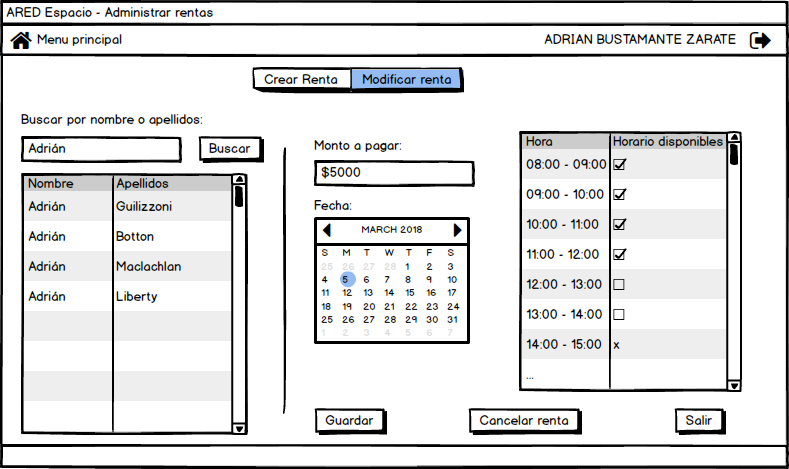 ARED Espacio - Administrar rentas
Menu principal
ADRIAN BUSTAMANTE ZARATE
Crear Renta
Modificar renta
Buscar por nombre o apellidos:
Adrián
Buscar
Nombre Apellidos
Adrián Guilizzoni
Adrián Botton
Adrián Maclachlan
Adrián Liberty
Monto a pagar:
$5000
Fecha:
MARCH 2018
S M T W T F S
25 26 27 28 1 2 3
4 5 6 7 8 9 10
11 12 13 14 15 16 17
18 19 20 21 22 23 24
25 26 27 28 29 30 31
1 2 3 4 5 6 7
Hora Horario disponibles
08:00 - 09:00
09:00 - 10:00
10:00 - 11:00
11:00 - 12:00
12:00 - 13:00
13:00 - 14:00
14:00 - 15:00 x
...
Guardar
Cancelar renta
Salir